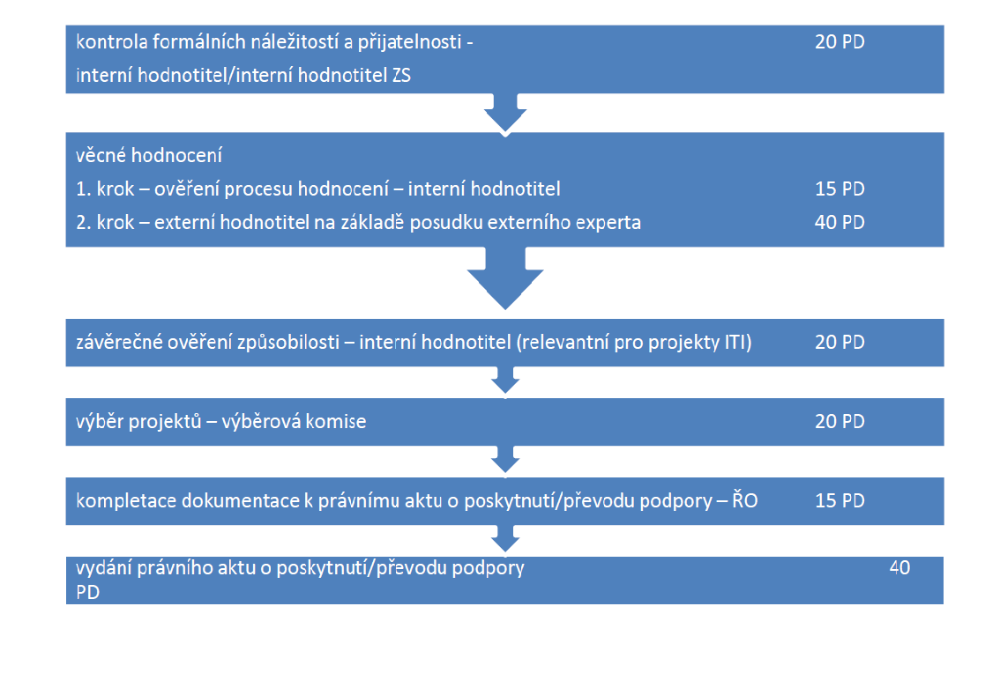 kontrola formálních náležitostí a přijatelnosti - 20 PD
interní hodnotitel/interní hodnotitel ZS
věcné hodnocení
1. krok – ověření procesu hodnocení – interní hodnotitel 15 PD
2. krok – externí hodnotitel na základě posudku externího experta 40 PD
závěrečné ověření způsobilosti – interní hodnotitel (relevantní pro projekty ITI) 20 PD
výběr projektů – výběrová komise 20 PD
kompletace dokumentace k právnímu aktu o poskytnutí/převodu podpory – ŘO 15 PD
vydání právního aktu o poskytnutí/převodu podpory 40
PD